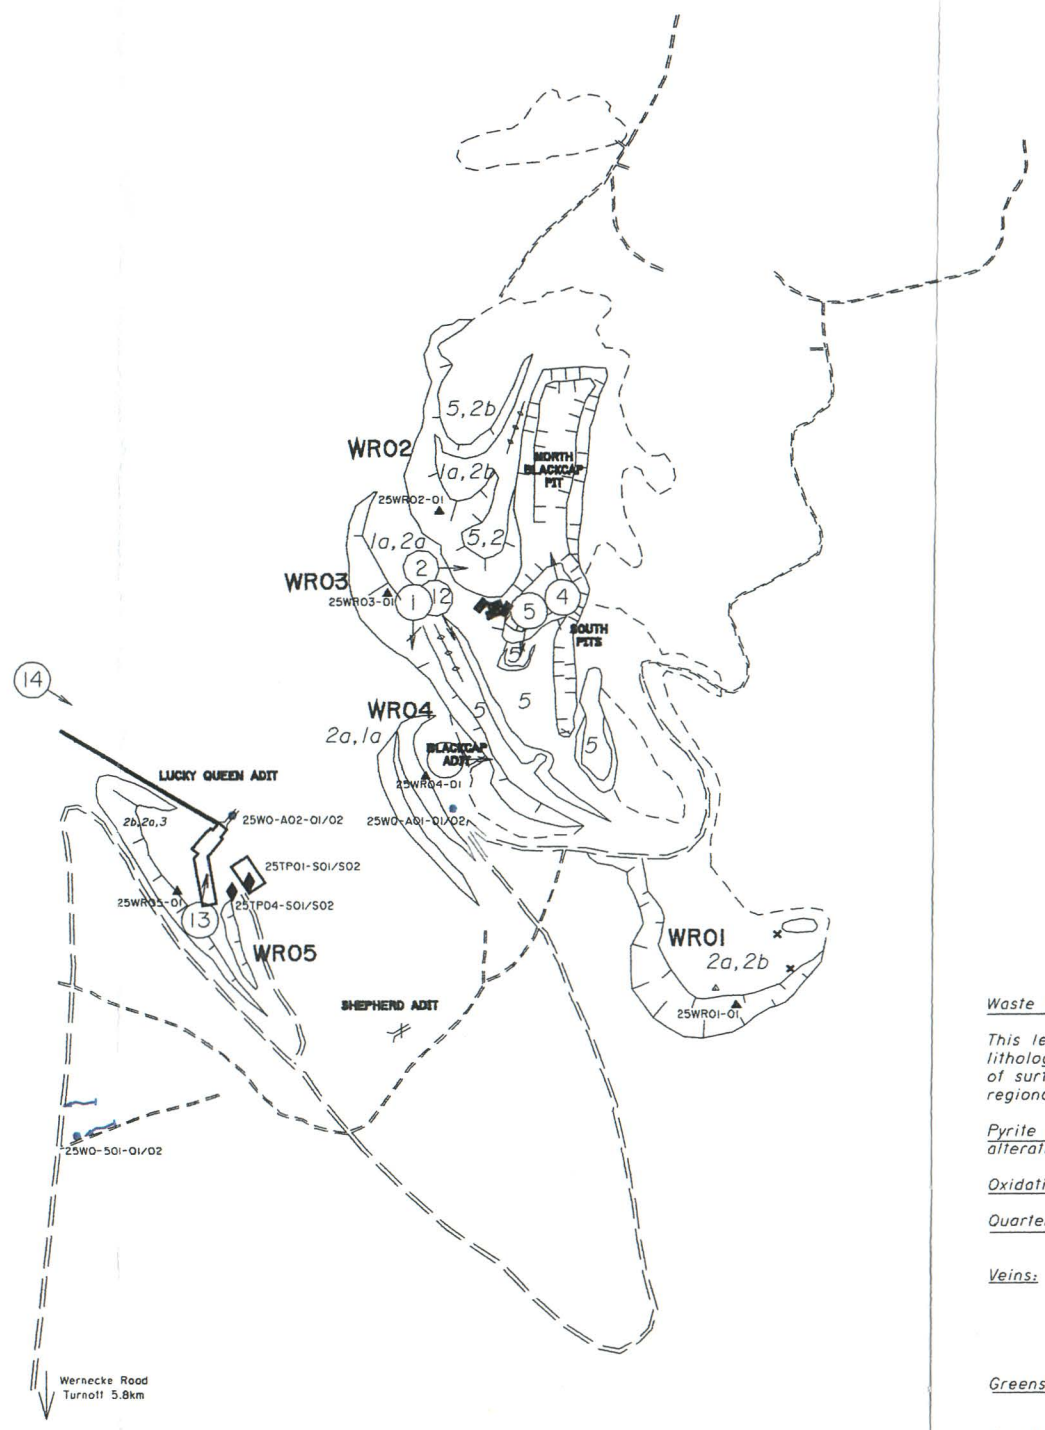 5,2b
WR02
NORTH
BLACKCAP
PIT
1a,2b
25WR02-01
5,2
1a,2a
2
WR03
25WR03-01
1
12
5
4
SOUTH
PITS
5
14
5
WR04
5
2a,1a
5
BLACKCAP
ADIT
LUCKY QUEEN ADIT
25WR04-01
2b,2a,3
25WO-A02-01/02
25WO-A01-01/02
25TP01-S01/S02
25WR05-01
25TP04-S01/S02
13
WR05
WR01
2a,2b
SHEPHERD ADIT
25WR01-01
Waste
This le
litholog
of surf
regiona
Pyrite
alterat
25WO-S01-01/02
Oxidati
Quarte
Veins:
Wernecke Road
Turnoff 5.8km
Greens